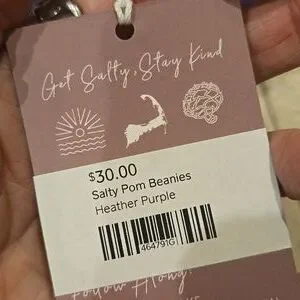 Get Salty, Stay Kind
$30.00
Salty Pom Beanies
Heather Purple
464791G
Follow Along!